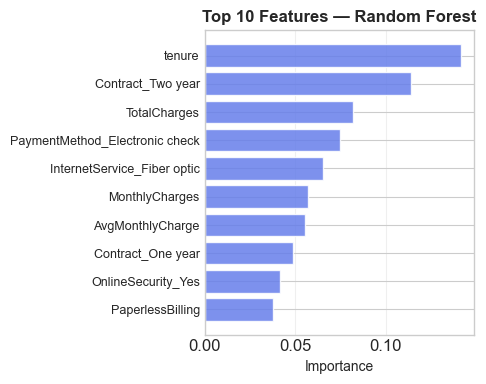 Top 10 Features — Random Forest
tenure
Contract_Two year
TotalCharges
PaymentMethod_Electronic check
InternetService_Fiber optic
MonthlyCharges
AvgMonthlyCharge
Contract_One year
OnlineSecurity_Yes
PaperlessBilling
0.00 0.05 0.10
Importance